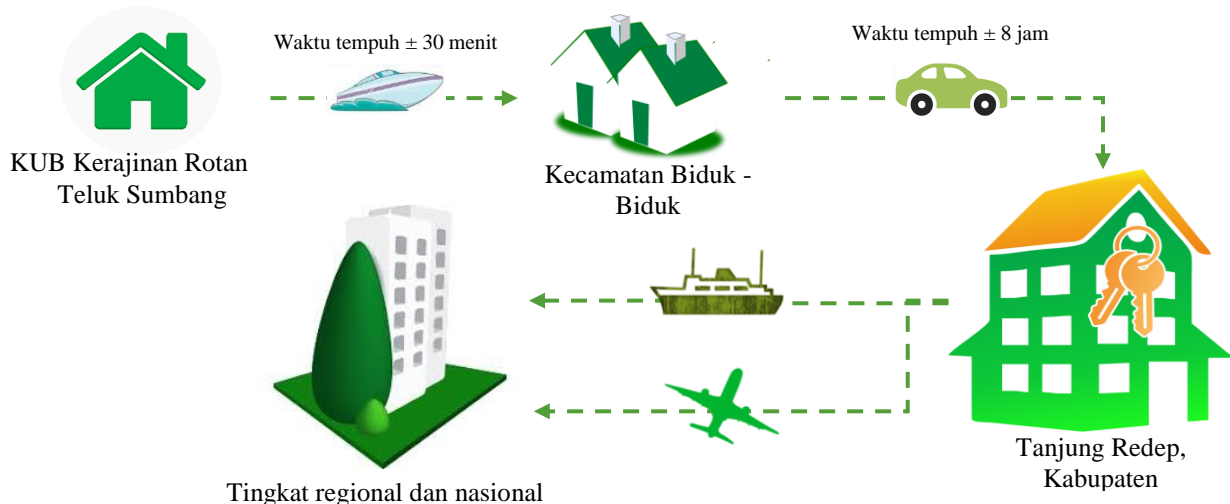 Waktu tempuh ± 30 menit
Waktu tempuh ± 8 jam
KUB Kerajinan Rotan
Teluk Sumbang
Kecamatan Biduk -
Biduk
Tanjung Redep,
Kabupaten
Tingkat regional dan nasional